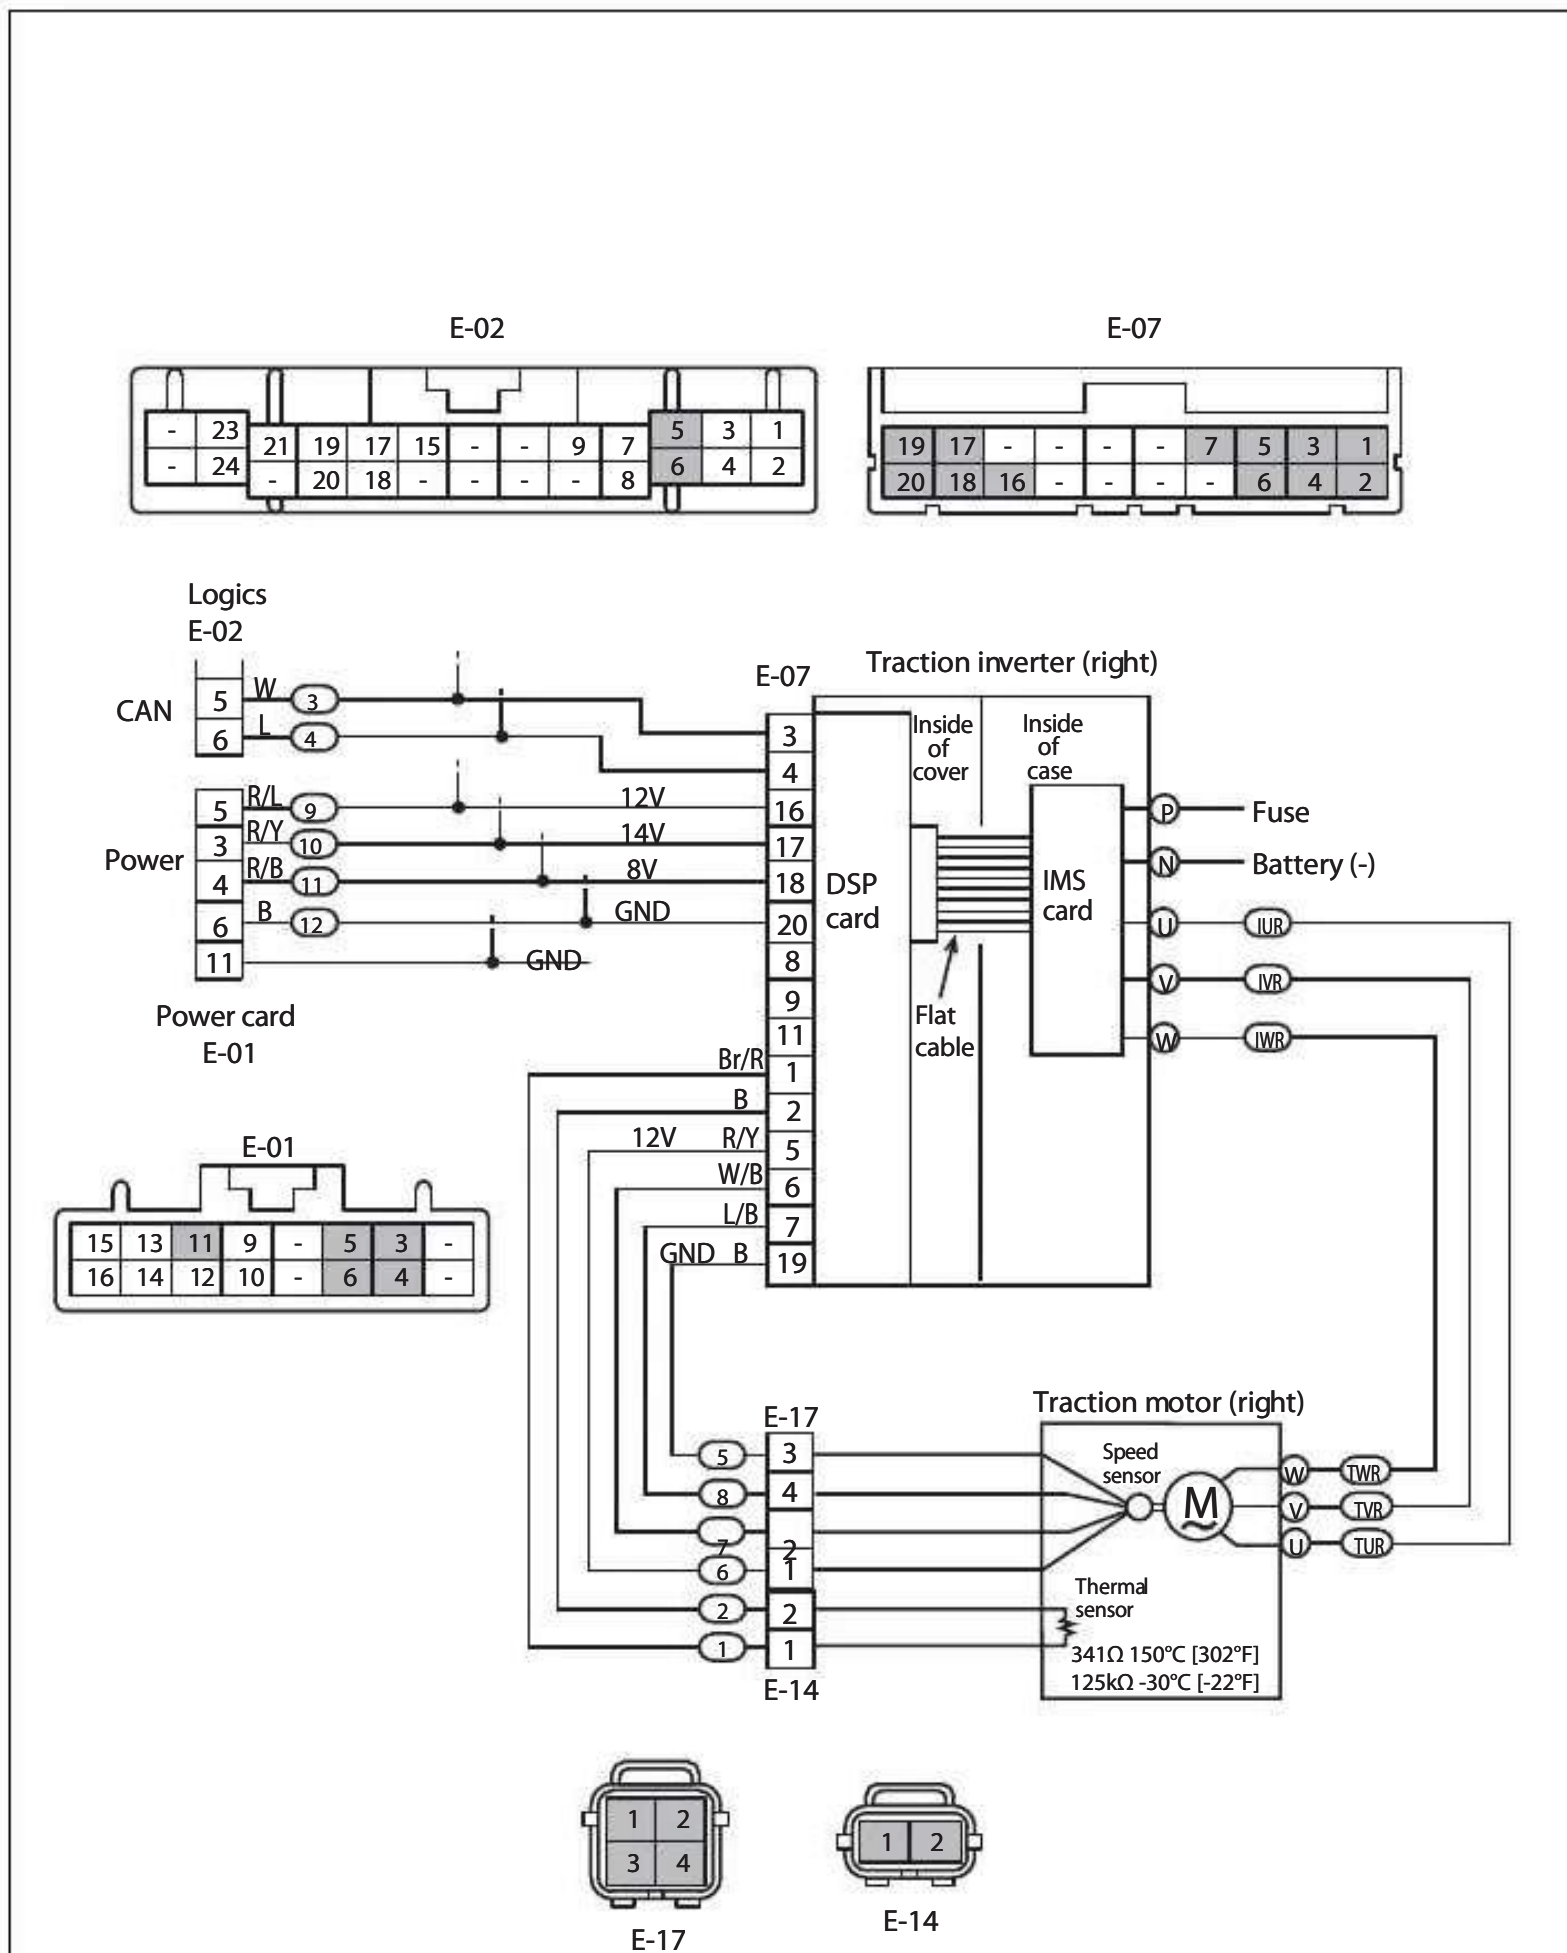 E-02
E-07
- 23 21 19 17 15 - - 9 7 5 3 1
- 24 - 20 18 - - - - 8 6 4 2
19 17 - - - - 7 5 3 1
20 18 16 - - - - 6 4 2
Logics
E-02
CAN
5 W 3
6 L 4
Power
5 R/L 9 12V
3 R/Y 10 14V
4 R/B 11 8V
6 B 12 GND
11 GND
Power card
E-01
E-07
Traction inverter (right)
3
4
16
17
18
20
8
9
11
Br/R 1
B 2
12V R/Y 5
W/B 6
L/B 7
GND B 19
DSP
card
Inside
of
cover
Inside
of
case
IMS
card
Flat
cable
P Fuse
N Battery (-)
U IUR
V IVR
W IWR
E-01
15 13 11 9 - 5 3 -
16 14 12 10 - 6 4 -
E-17
5 3
8 4
7 2
6 1
2 2
1 1
E-14
Traction motor (right)
Speed
sensor
M
W TWR
V TVR
U TUR
Thermal
sensor
341Ω 150°C [302°F]
125kΩ -30°C [-22°F]
1 2
3 4
E-17
1 2
E-14